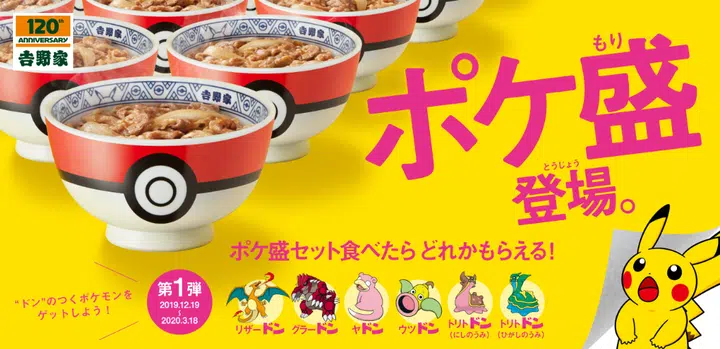 120th
ANNIVERSARY
吉野家
吉野家
ポケ盛
もり
とうじょう
登場。
ポケ盛セット食べたら どれかもらえる!
“ドン”のつくポケモンを
ゲットしよう!
第1弾
2019.12.19
~
2020.3.18
リザードン
グラードン
ヤドン
ウツドン
トリトドン
(にしのうみ)
トリトドン
(ひがしのうみ)